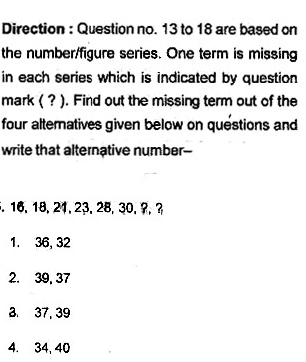 Direction : Question no. 13 to 18 are based on
the number/figure series. One term is missing
in each series which is indicated by question
mark ( ? ). Find out the missing term out of the
four alternatives given below on questions and
write that alternative number–
. 16, 18, 21, 23, 28, 30, ?, ?
1. 36, 32
2. 39, 37
3. 37, 39
4. 34, 40